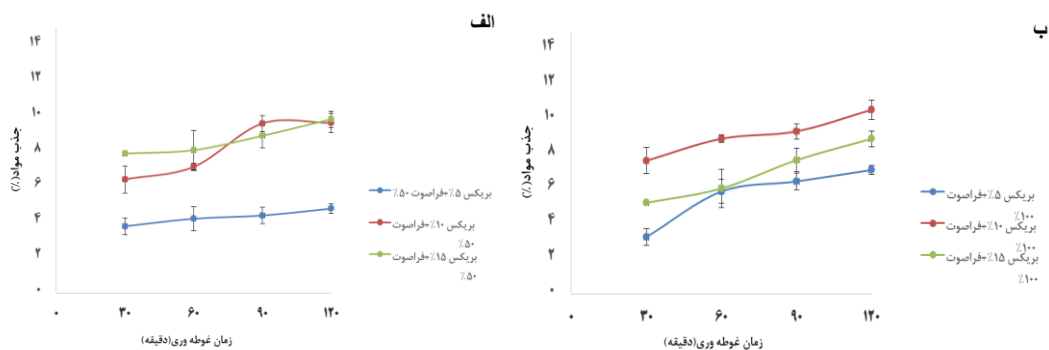 الف
۱۴
۱۲
۱۰
۸
۶
۴
۲
۰
جذب مواد(٪)
۰ ۳۰ ۶۰ ۹۰ ۱۲۰
زمان غوطه وری(دقیقه)
بریکس ۵٪+فراصوت ۵۰٪
بریکس ۱۰٪+فراصوت
۵۰٪
بریکس ۱۵٪+فراصوت
۵۰٪
ب
۱۴
۱۲
۱۰
۸
۶
۴
۲
۰
جذب مواد(٪)
۰ ۳۰ ۶۰ ۹۰ ۱۲۰
زمان غوطه وری(دقیقه)
بریکس ۵٪+فراصوت
۱۰۰٪
بریکس ۱۰٪+فراصوت
۱۰۰٪
بریکس ۱۵٪+فراصوت
۱۰۰٪